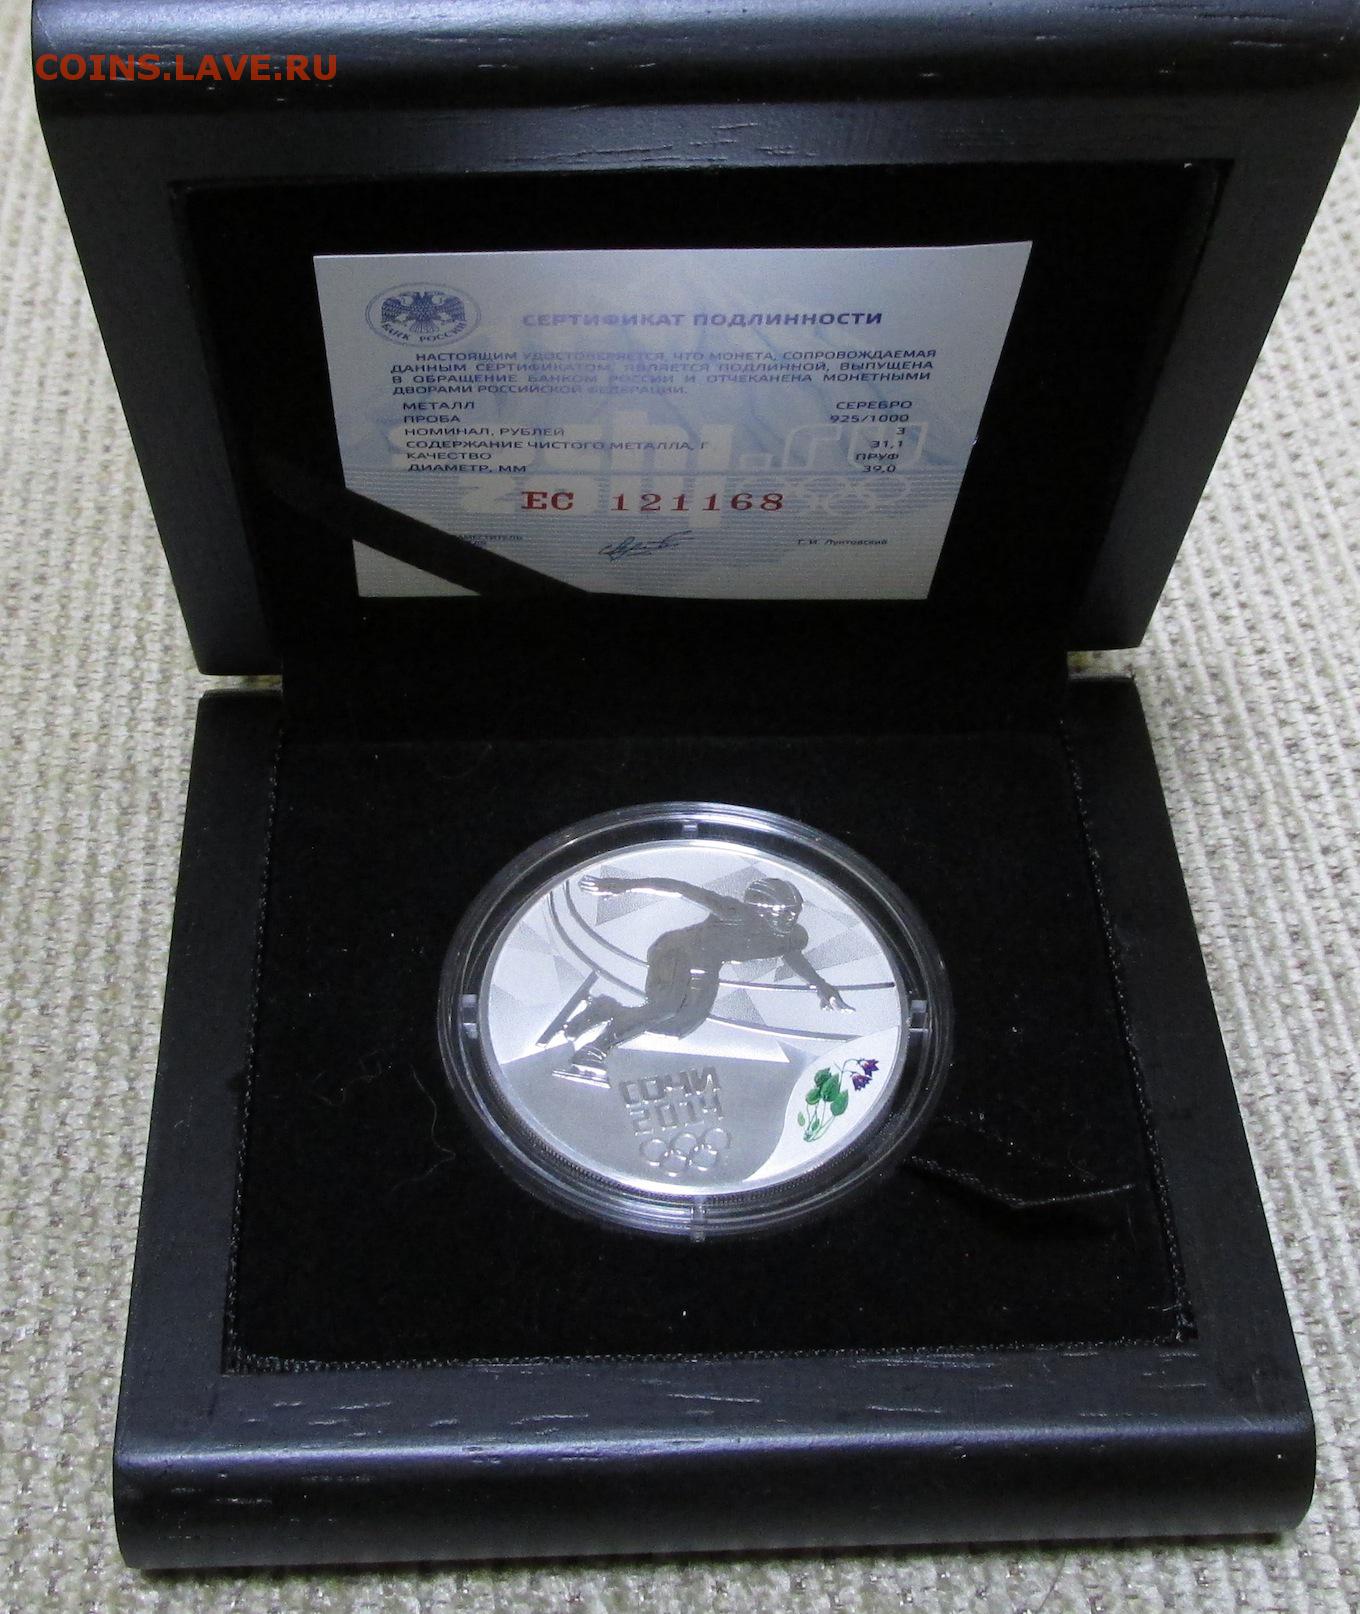 COINS.LAVE.RU
БАНК РОССИИ
СЕРТИФИКАТ ПОДЛИННОСТИ
НАСТОЯЩИМ УДОСТОВЕРЯЕТСЯ, ЧТО МОНЕТА, СОПРОВОЖДАЕМАЯ
ДАННЫМ СЕРТИФИКАТОМ, ЯВЛЯЕТСЯ ПОДЛИННОЙ, ВЫПУЩЕНА
В ОБРАЩЕНИЕ БАНКОМ РОССИИ И ОТЧЕКАНЕНА МОНЕТНЫМИ
ДВОРАМИ РОССИЙСКОЙ ФЕДЕРАЦИИ.
МЕТАЛЛ СЕРЕБРО
ПРОБА 925/1000
НОМИНАЛ, РУБЛЕЙ 3
СОДЕРЖАНИЕ ЧИСТОГО МЕТАЛЛА, Г 31,1
КАЧЕСТВО ПРУФ
ДИАМЕТР, ММ 39,0
ЕС 121168
Г. И. Лунтовский
СОЧИ
2014